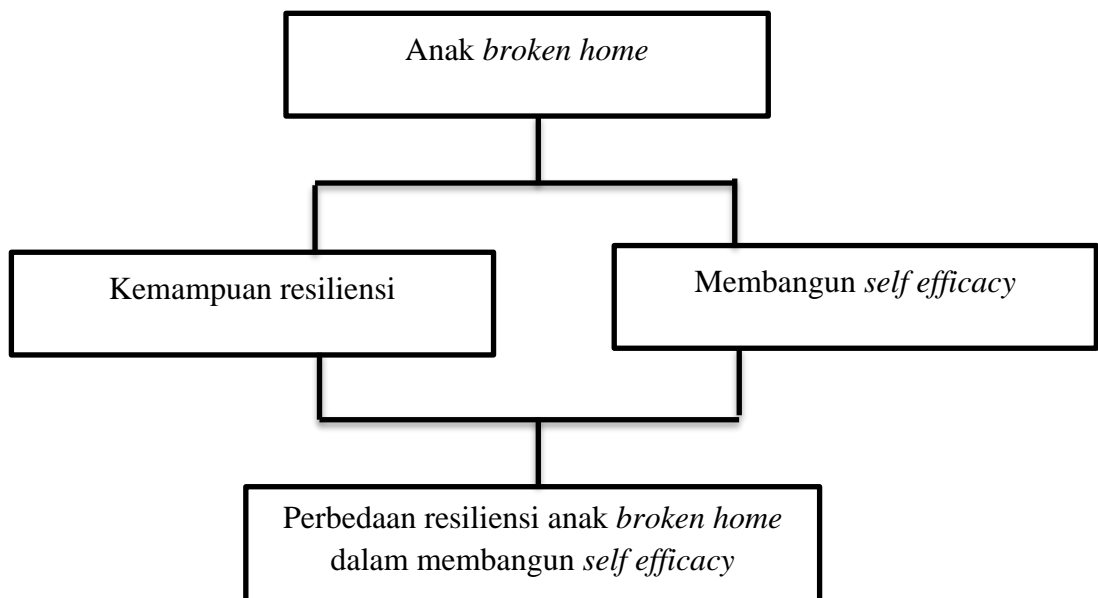 Anak broken home
Kemampuan resiliensi
Membangun self efficacy
Perbedaan resiliensi anak broken home
dalam membangun self efficacy